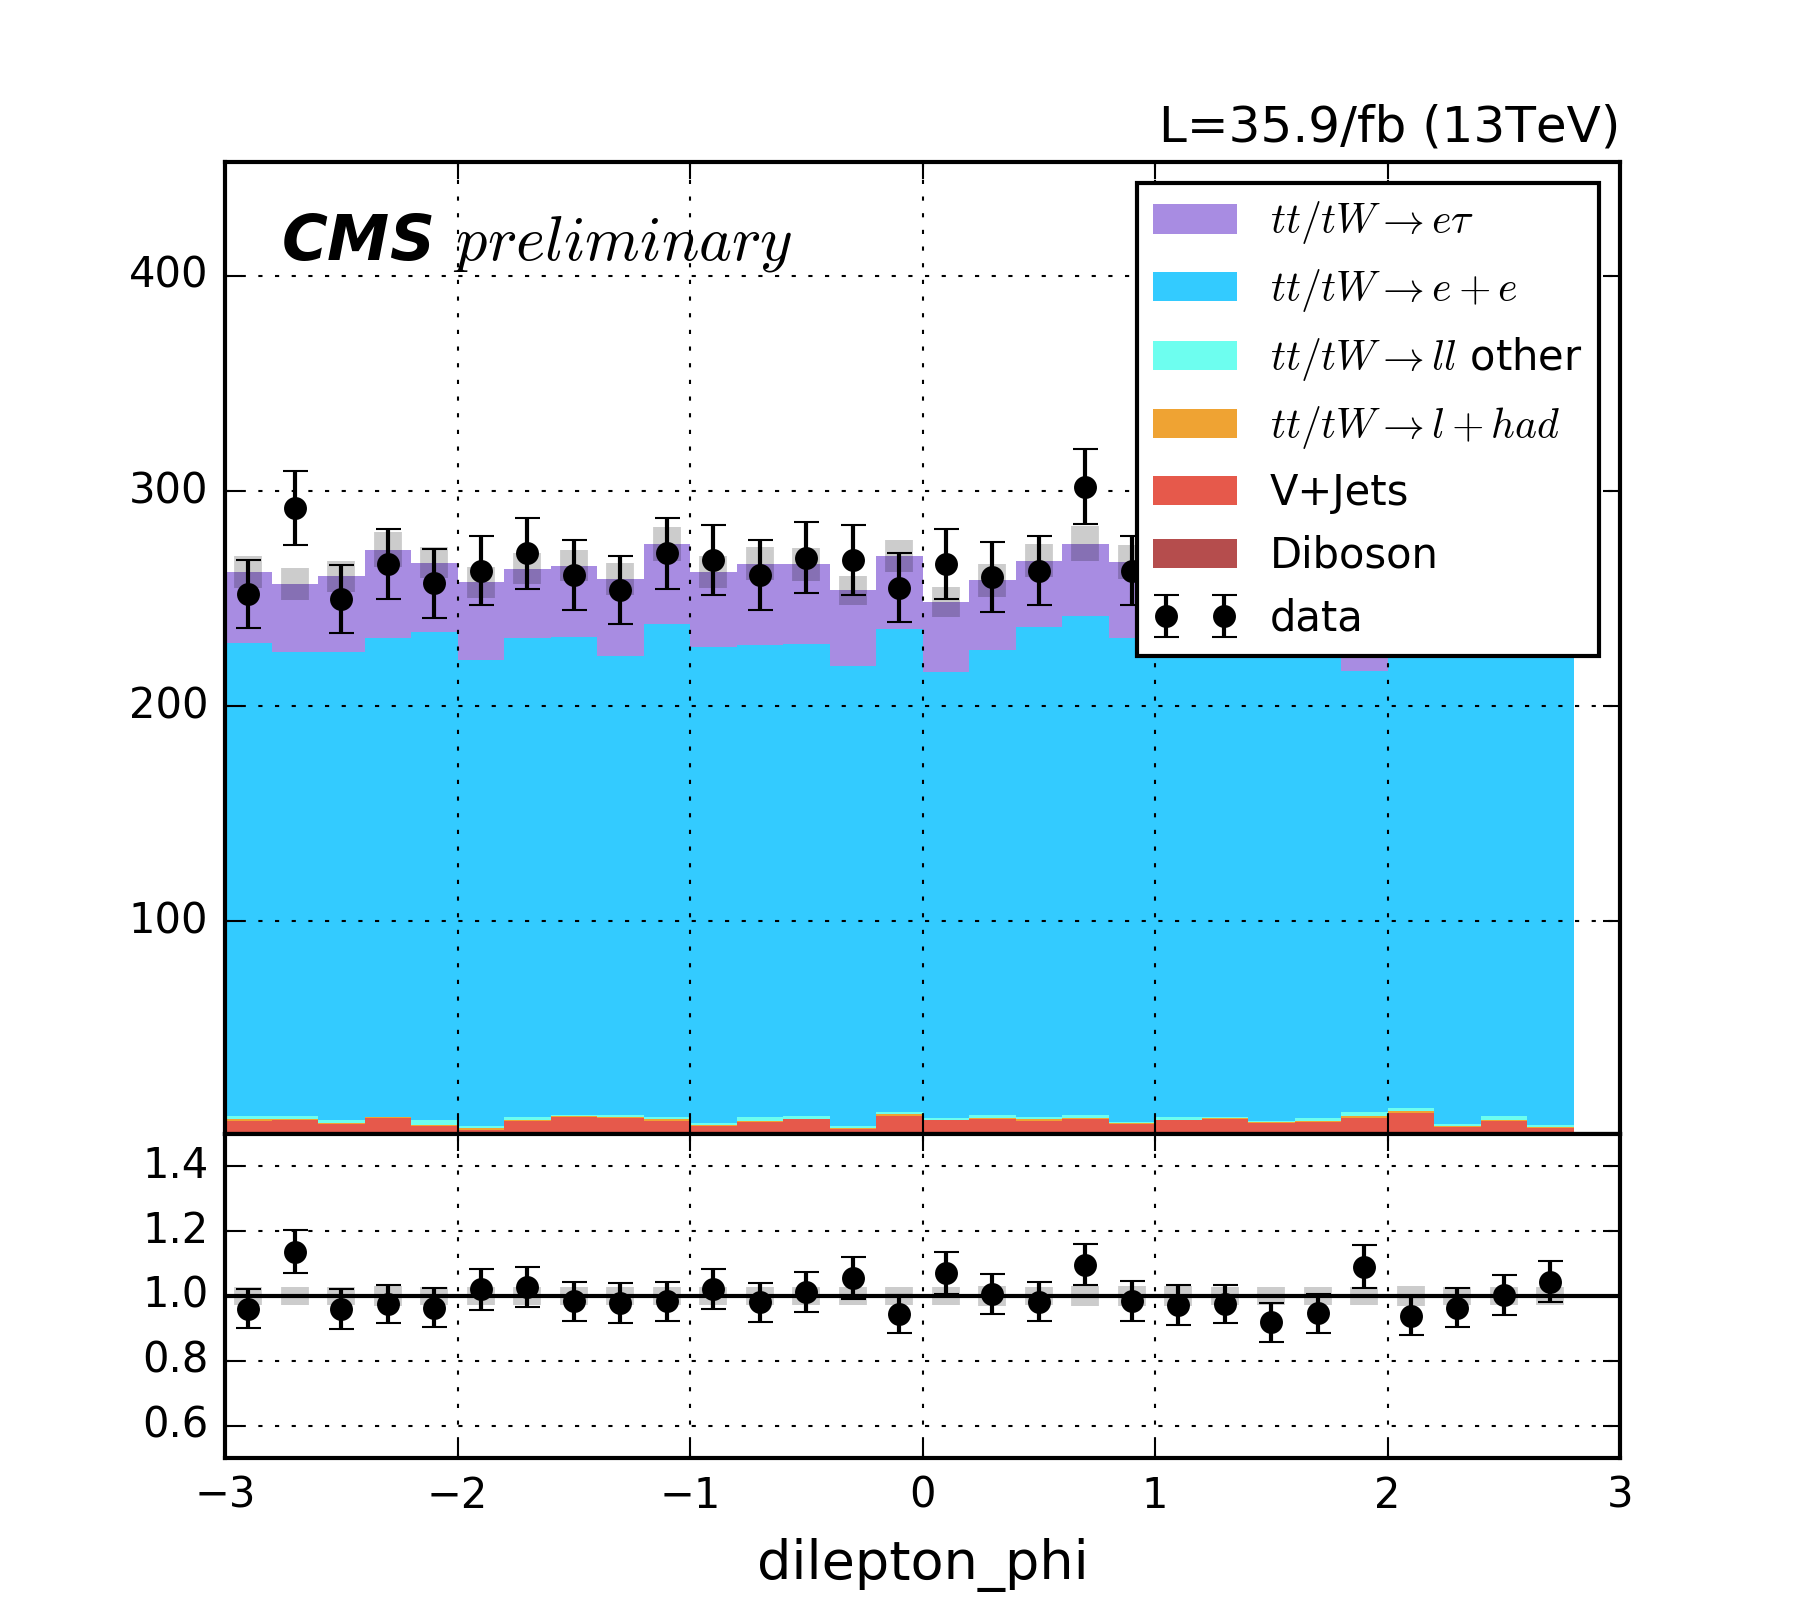 L=35.9/fb (13TeV)
CMS preliminary
tt/tW→eτ
tt/tW→e+e
tt/tW→ll other
tt/tW→l+had
V+Jets
Diboson
data
400
300
200
100
1.4
1.2
1.0
0.8
0.6
−3 −2 −1 0 1 2 3
dilepton_phi